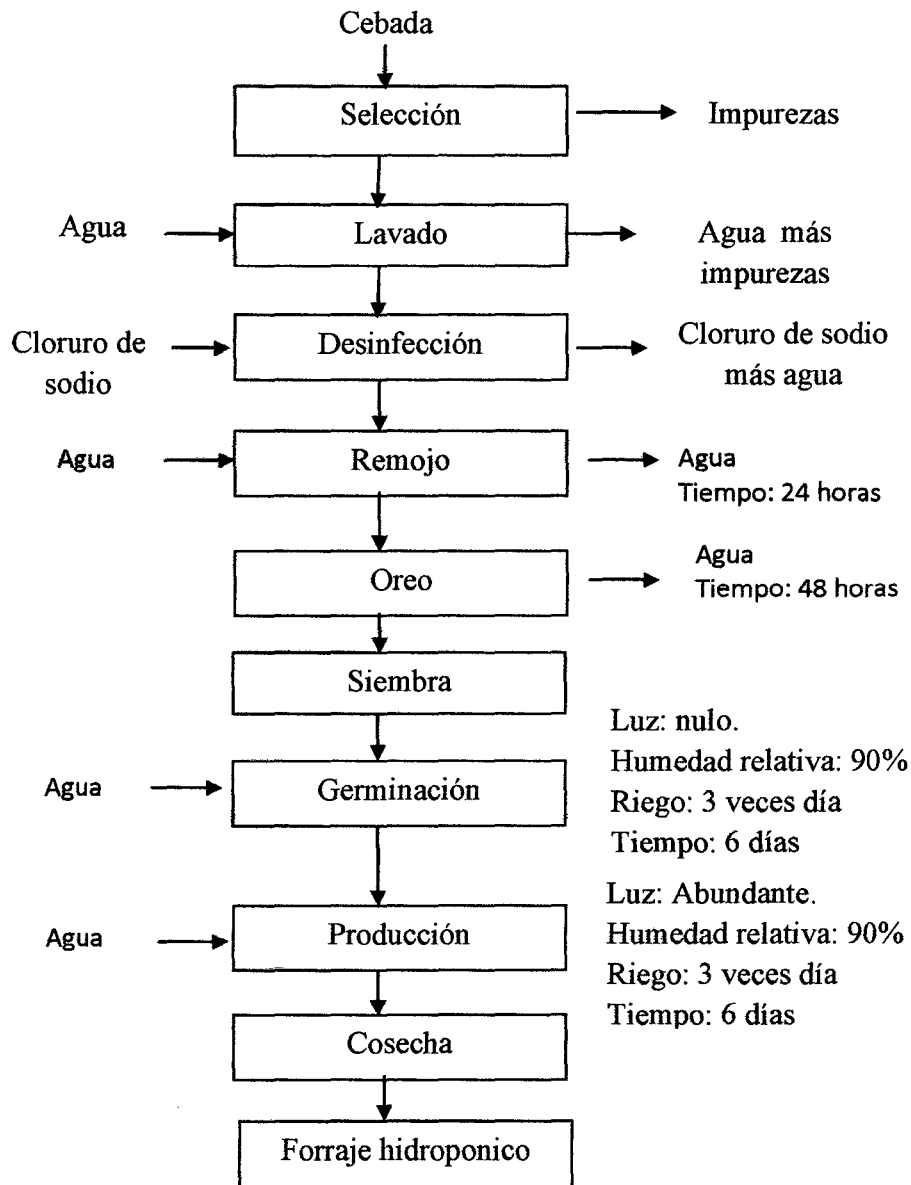 Cebada
Selección
Impurezas
Agua
Lavado
Agua más
impurezas
Cloruro de
sodio
Desinfección
Cloruro de sodio
más agua
Agua
Remojo
Agua
Tiempo: 24 horas
Oreo
Agua
Tiempo: 48 horas
Siembra
Agua
Germinación
Luz: nulo.
Humedad relativa: 90%
Riego: 3 veces día
Tiempo: 6 días
Agua
Producción
Luz: Abundante.
Humedad relativa: 90%
Riego: 3 veces día
Tiempo: 6 días
Cosecha
Forraje hidroponico